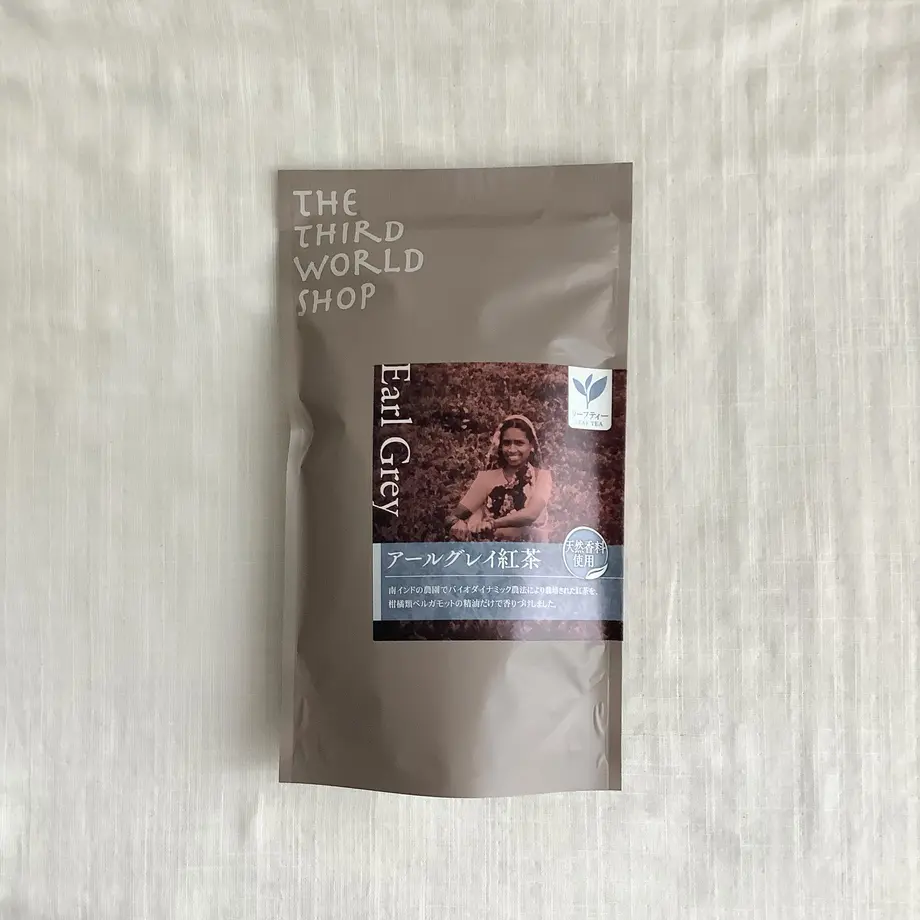 THE
THIRD
WORLD
SHOP
Earl Grey
リーフティー
LEAF TEA
アールグレイ紅茶
天然香料
使用
南インドの農園でバイオダイナミック農法により栽培された紅茶を、
柑橘類ベルガモットの精油だけで香りづけしました。